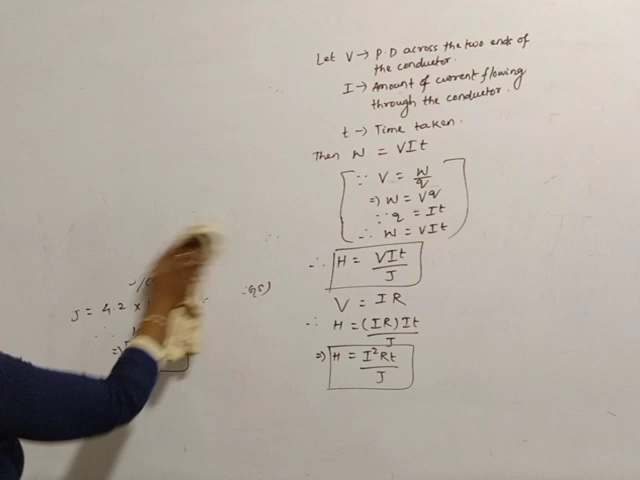 Let V → P.D across the two ends of
the conductor.
I → Amount of current flowing
through the conductor.
t → Time taken.
Then W = VIt
∵ V = W/q
⇒ W = Vq
∵ q = It
∴ W = VIt
∴ H = VIt/J
V = IR
∴ H = (IR)It/J
⇒ H = I²Rt/J
J = 4.2 ×